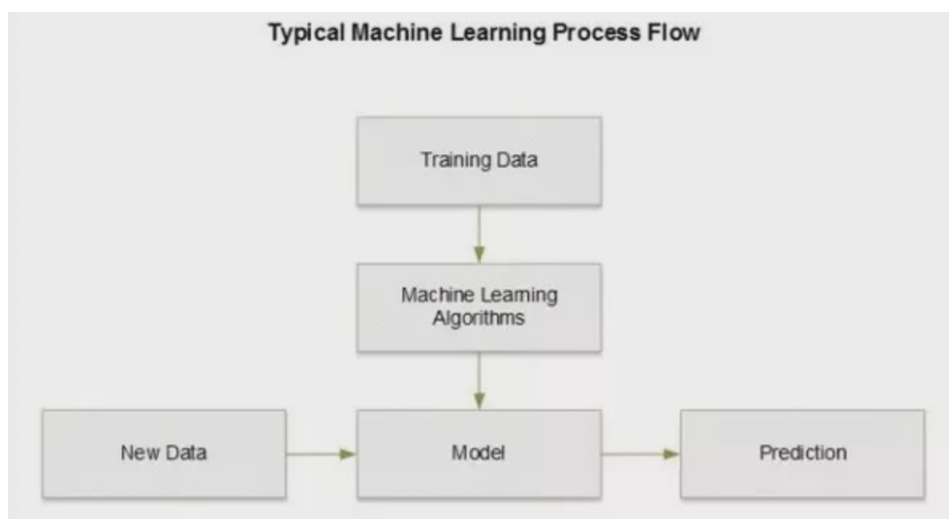 Typical Machine Learning Process Flow
Training Data
Machine Learning
Algorithms
New Data
Model
Prediction